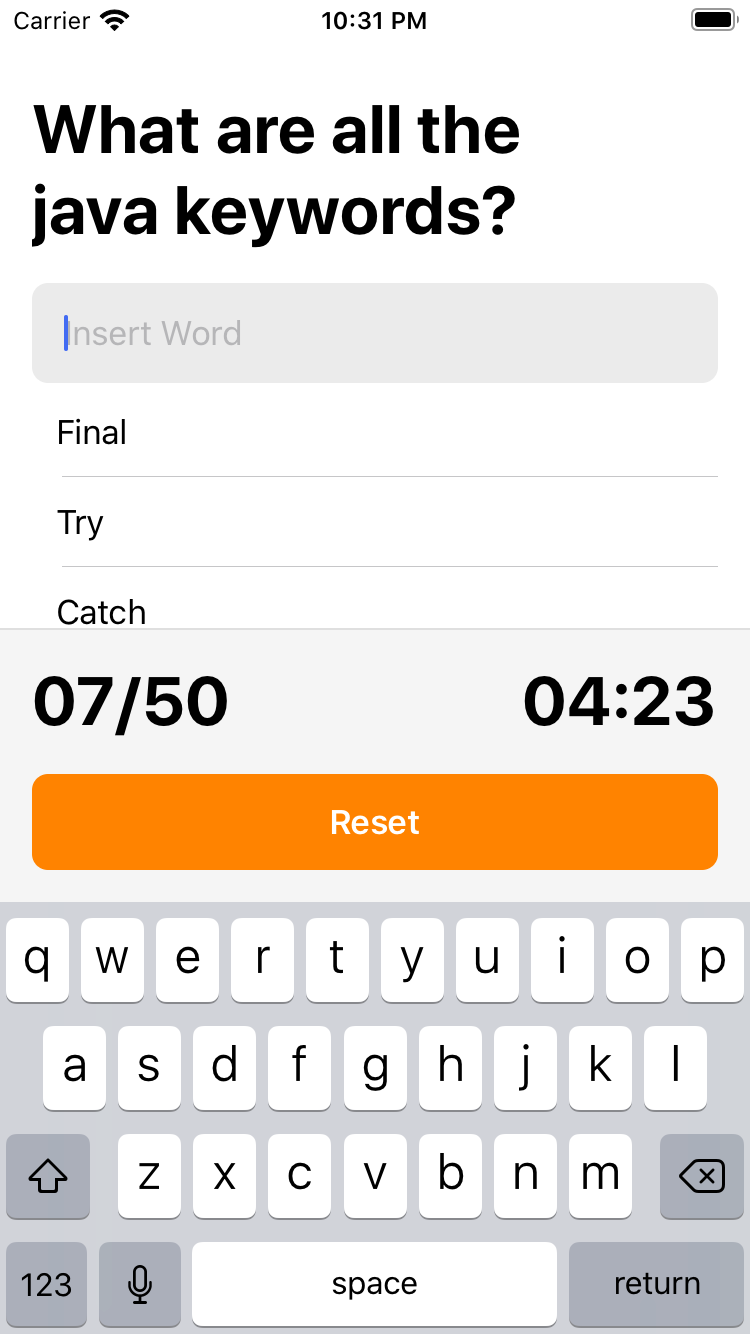 Carrier 10:31 PM
What are all the
java keywords?
Insert Word
Final
Try
Catch
07/50 04:23
Reset
q w e r t y u i o p
a s d f g h j k l
z x c v b n m
123 space return